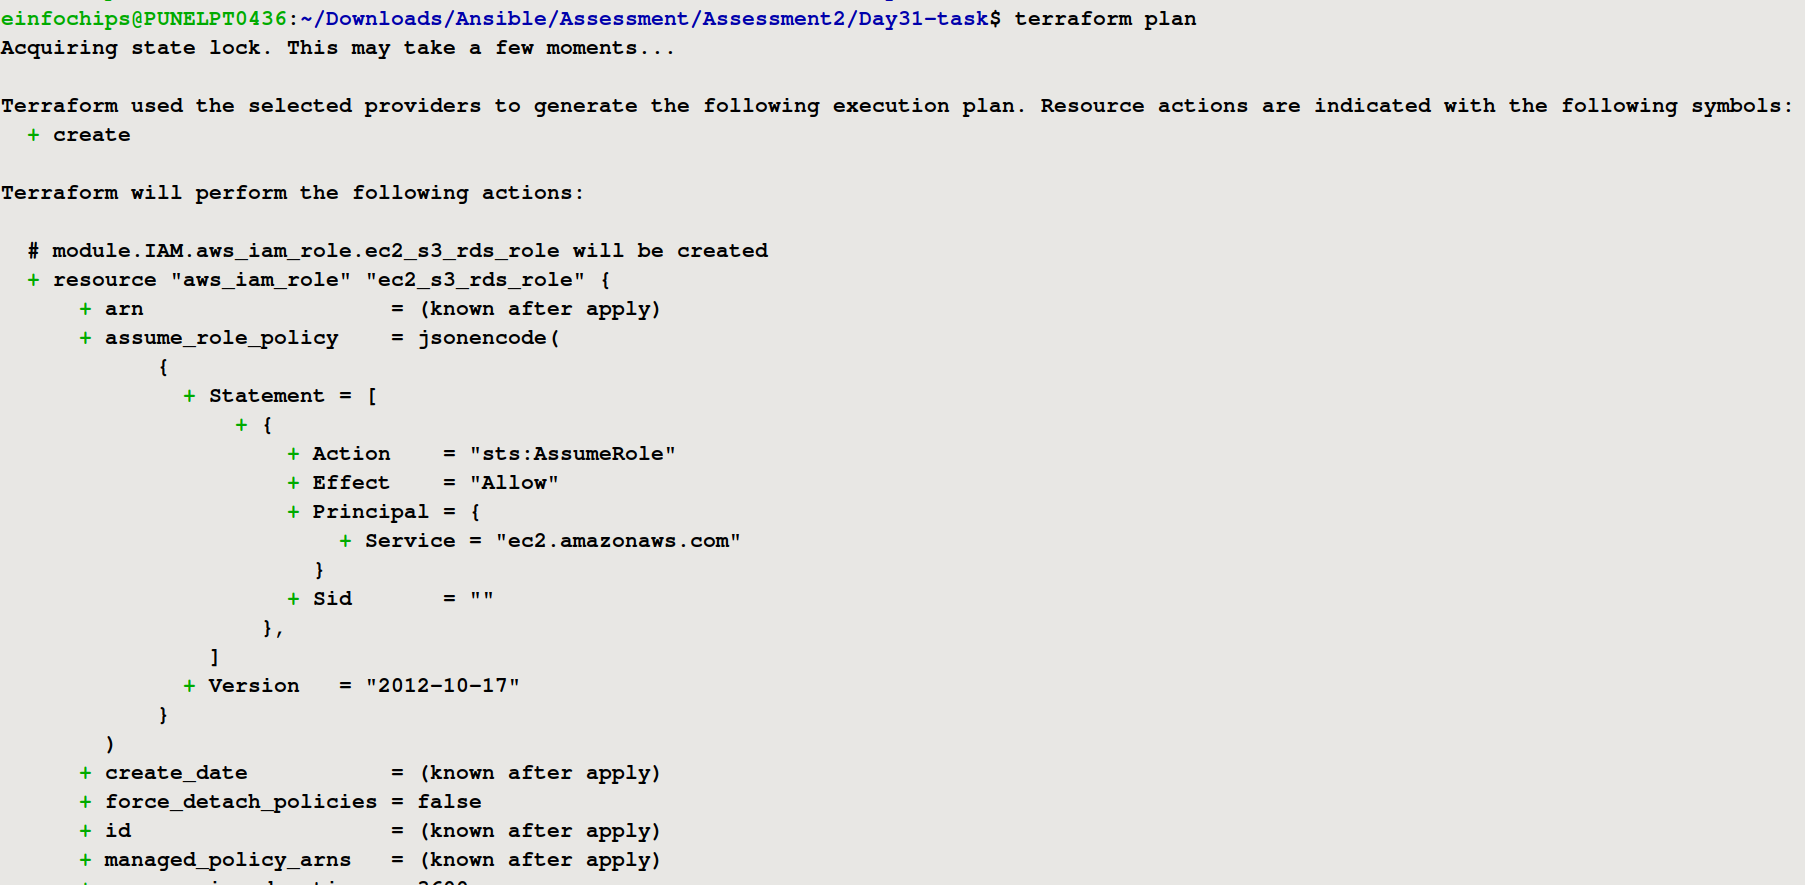 einfochips@PUNELPT0436:~/Downloads/Ansible/Assessment/Assessment2/Day31-task$ terraform plan
Acquiring state lock. This may take a few moments...
Terraform used the selected providers to generate the following execution plan. Resource actions are indicated with the following symbols:
  + create
Terraform will perform the following actions:
  # module.IAM.aws_iam_role.ec2_s3_rds_role will be created
  + resource "aws_iam_role" "ec2_s3_rds_role" {
      + arn                   = (known after apply)
      + assume_role_policy    = jsonencode(
            {
              + Statement = [
                  + {
                      + Action    = "sts:AssumeRole"
                      + Effect    = "Allow"
                      + Principal = {
                          + Service = "ec2.amazonaws.com"
                        }
                      + Sid       = ""
                    },
                ]
              + Version   = "2012-10-17"
            }
        )
      + create_date           = (known after apply)
      + force_detach_policies = false
      + id                    = (known after apply)
      + managed_policy_arns   = (known after apply)